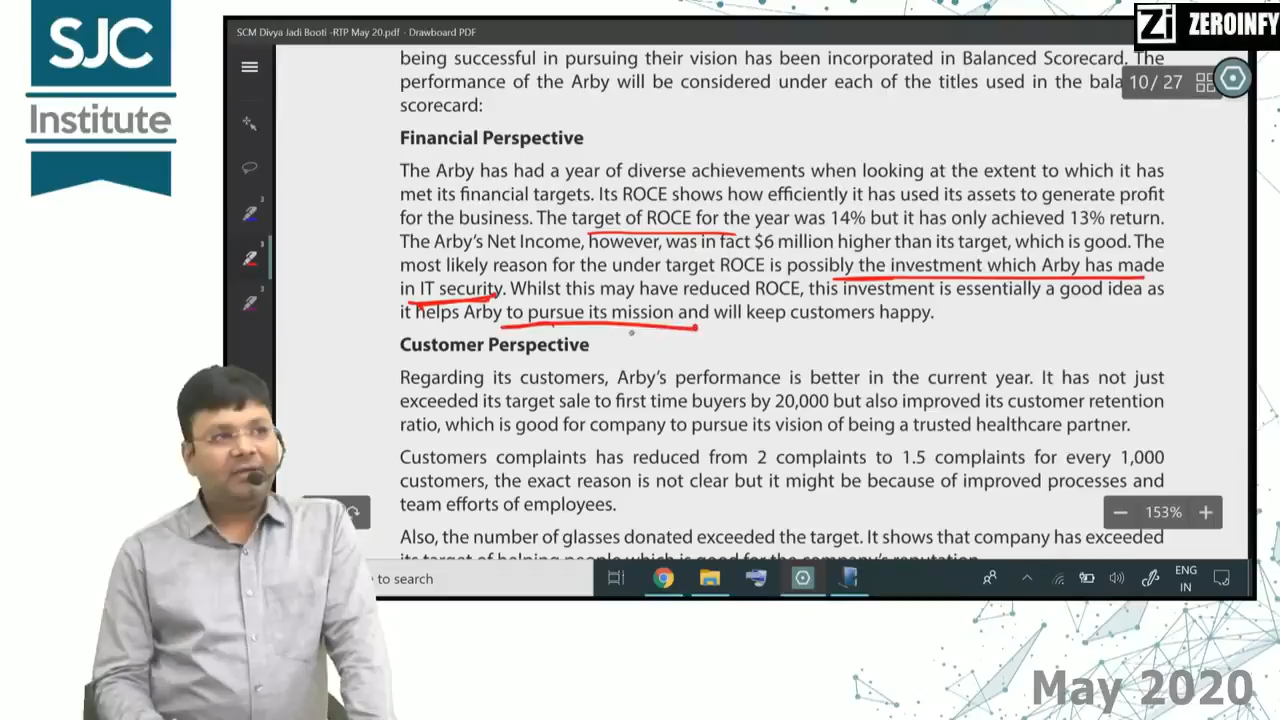 SJC
Institute
ZEROINFY
SCM Divya Jadi Booti -RTP May 20.pdf - Drawboard PDF
10 / 27
being successful in pursuing their vision has been incorporated in Balanced Scorecard. The
performance of the Arby will be considered under each of the titles used in the
scorecard:
Financial Perspective
The Arby has had a year of diverse achievements when looking at the extent to which it has
met its financial targets. Its ROCE shows how efficiently it has used its assets to generate profit
for the business. The target of ROCE for the year was 14% but it has only achieved 13% return.
The Arby's Net Income, however, was in fact $6 million higher than its target, which is good. The
most likely reason for the under target ROCE is possibly the investment which Arby has made
in IT security. Whilst this may have reduced ROCE, this investment is essentially a good idea as
it helps Arby to pursue its mission and will keep customers happy.
Customer Perspective
Regarding its customers, Arby's performance is better in the current year. It has not just
exceeded its target sale to first time buyers by 20,000 but also improved its customer retention
ratio, which is good for company to pursue its vision of being a trusted healthcare partner.
Customers complaints has reduced from 2 complaints to 1.5 complaints for every 1,000
customers, the exact reason is not clear but it might be because of improved processes and
team efforts of employees.
153%
Also, the number of glasses donated exceeded the target. It shows that company has exceeded
its target of helping people which is good for the company's reputation.
to search
ENG
IN
May 2020